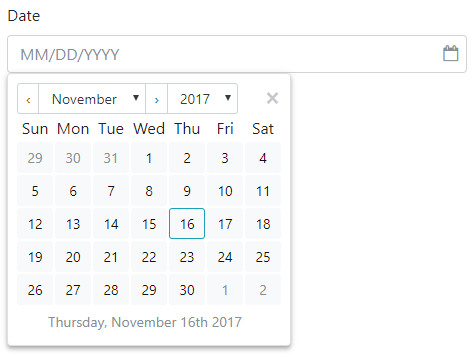 Date
MM/DD/YYYY
‹ November › 2017 ×
Sun Mon Tue Wed Thu Fri Sat
29 30 31 1 2 3 4
5 6 7 8 9 10 11
12 13 14 15 16 17 18
19 20 21 22 23 24 25
26 27 28 29 30 1 2
Thursday, November 16th 2017